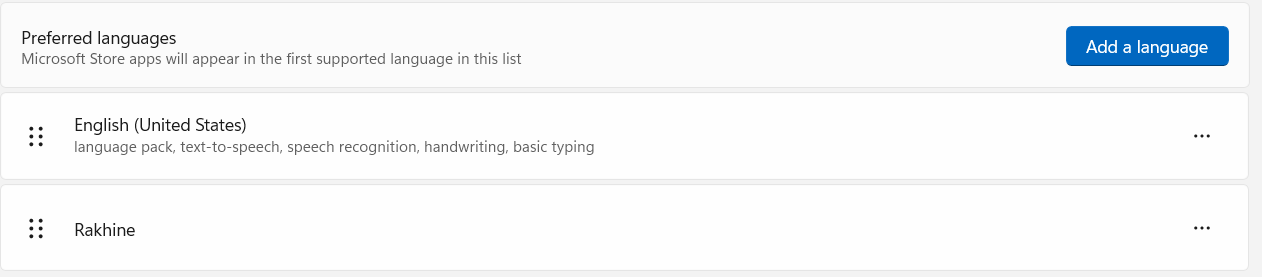 Preferred languages
Microsoft Store apps will appear in the first supported language in this list
Add a language
English (United States)
language pack, text-to-speech, speech recognition, handwriting, basic typing
Rakhine